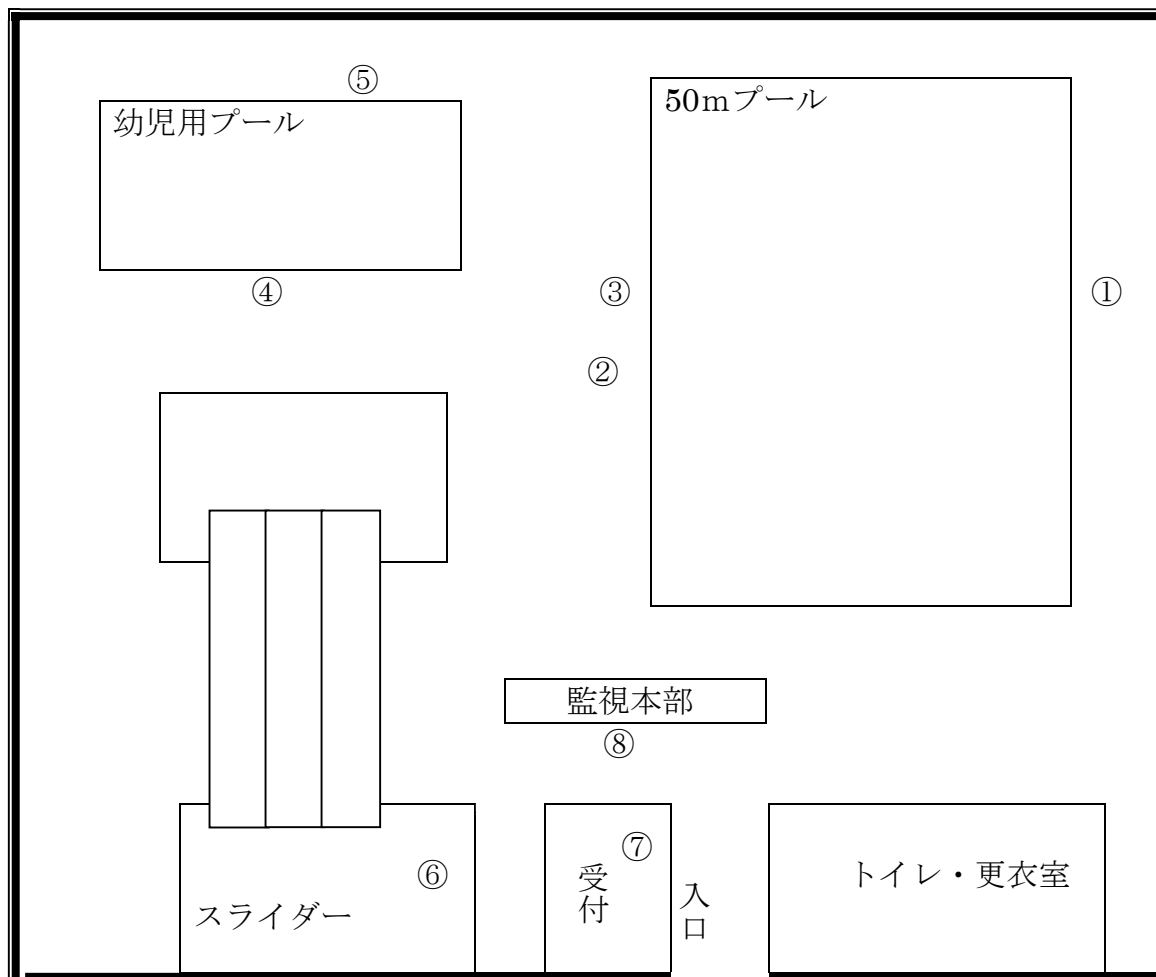 ⑤
幼児用プール
50mプール
④
③
①
②
監視本部
⑧
⑦
受付
入口
⑥
スライダー
トイレ・更衣室